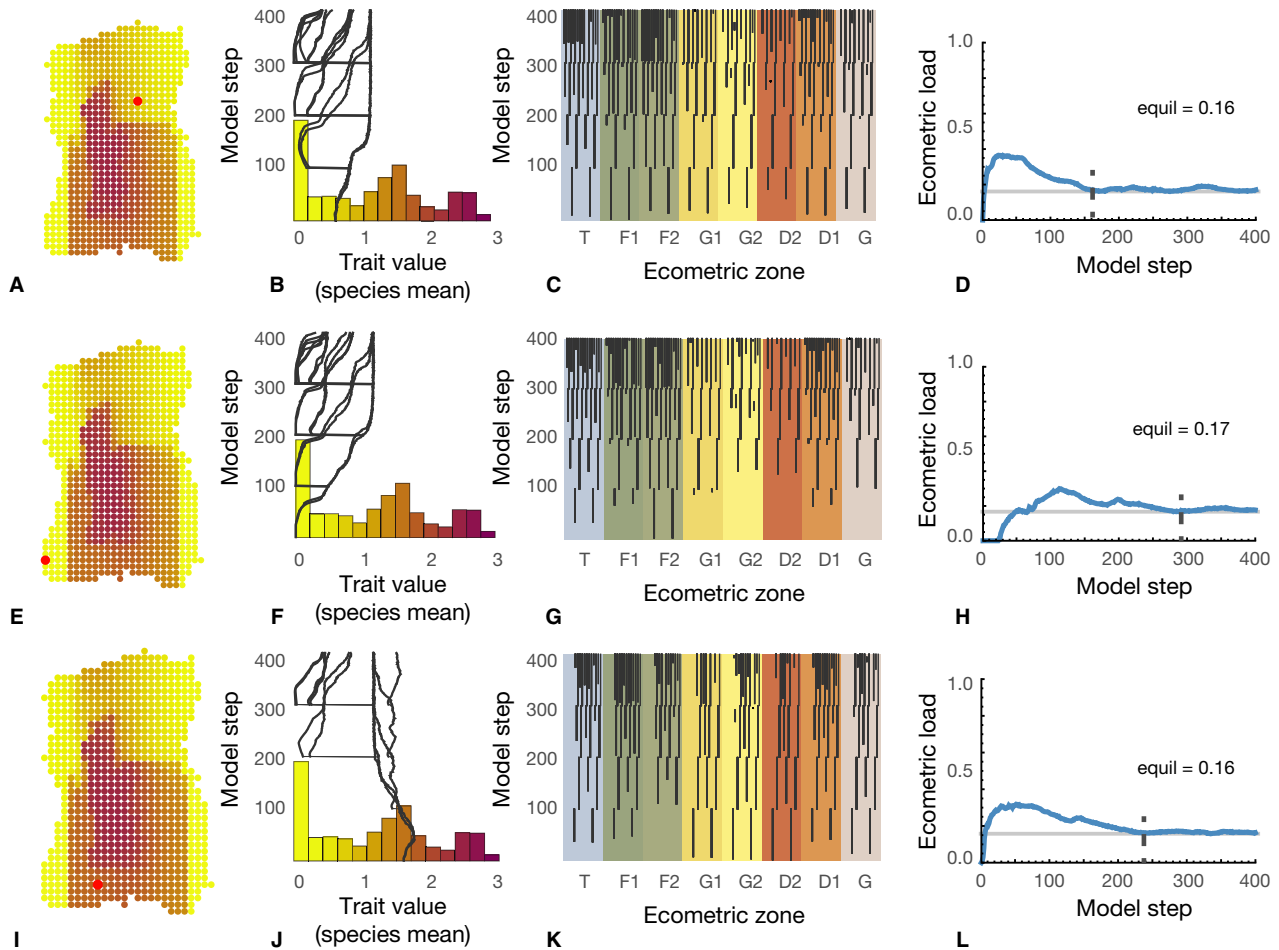 Model step
400
300
200
100
0
1
2
3
Trait value
(species mean)
Model step
400
300
200
100
T
F1
F2
G1
G2
D2
D1
G
Ecometric zone
Ecometric load
1.0
0.5
0.0
equil = 0.16
0
100
200
300
400
Model step
A
B
C
D
Model step
400
300
200
100
0
1
2
3
Trait value
(species mean)
Model step
400
300
200
100
T
F1
F2
G1
G2
D2
D1
G
Ecometric zone
Ecometric load
1.0
0.5
0.0
equil = 0.17
0
100
200
300
400
Model step
E
F
G
H
Model step
400
300
200
100
0
1
2
3
Trait value
(species mean)
Model step
400
300
200
100
T
F1
F2
G1
G2
D2
D1
G
Ecometric zone
Ecometric load
1.0
0.5
0.0
equil = 0.16
0
100
200
300
400
Model step
I
J
K
L